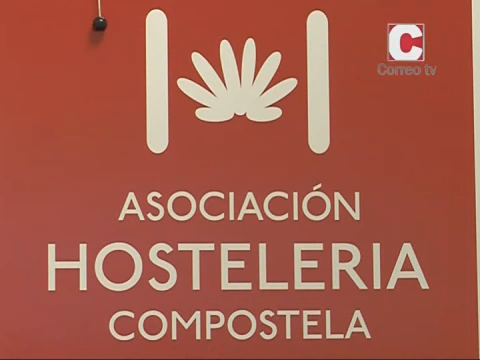 C
Correo tv
ASOCIACIÓN
HOSTELERIA
COMPOSTELA